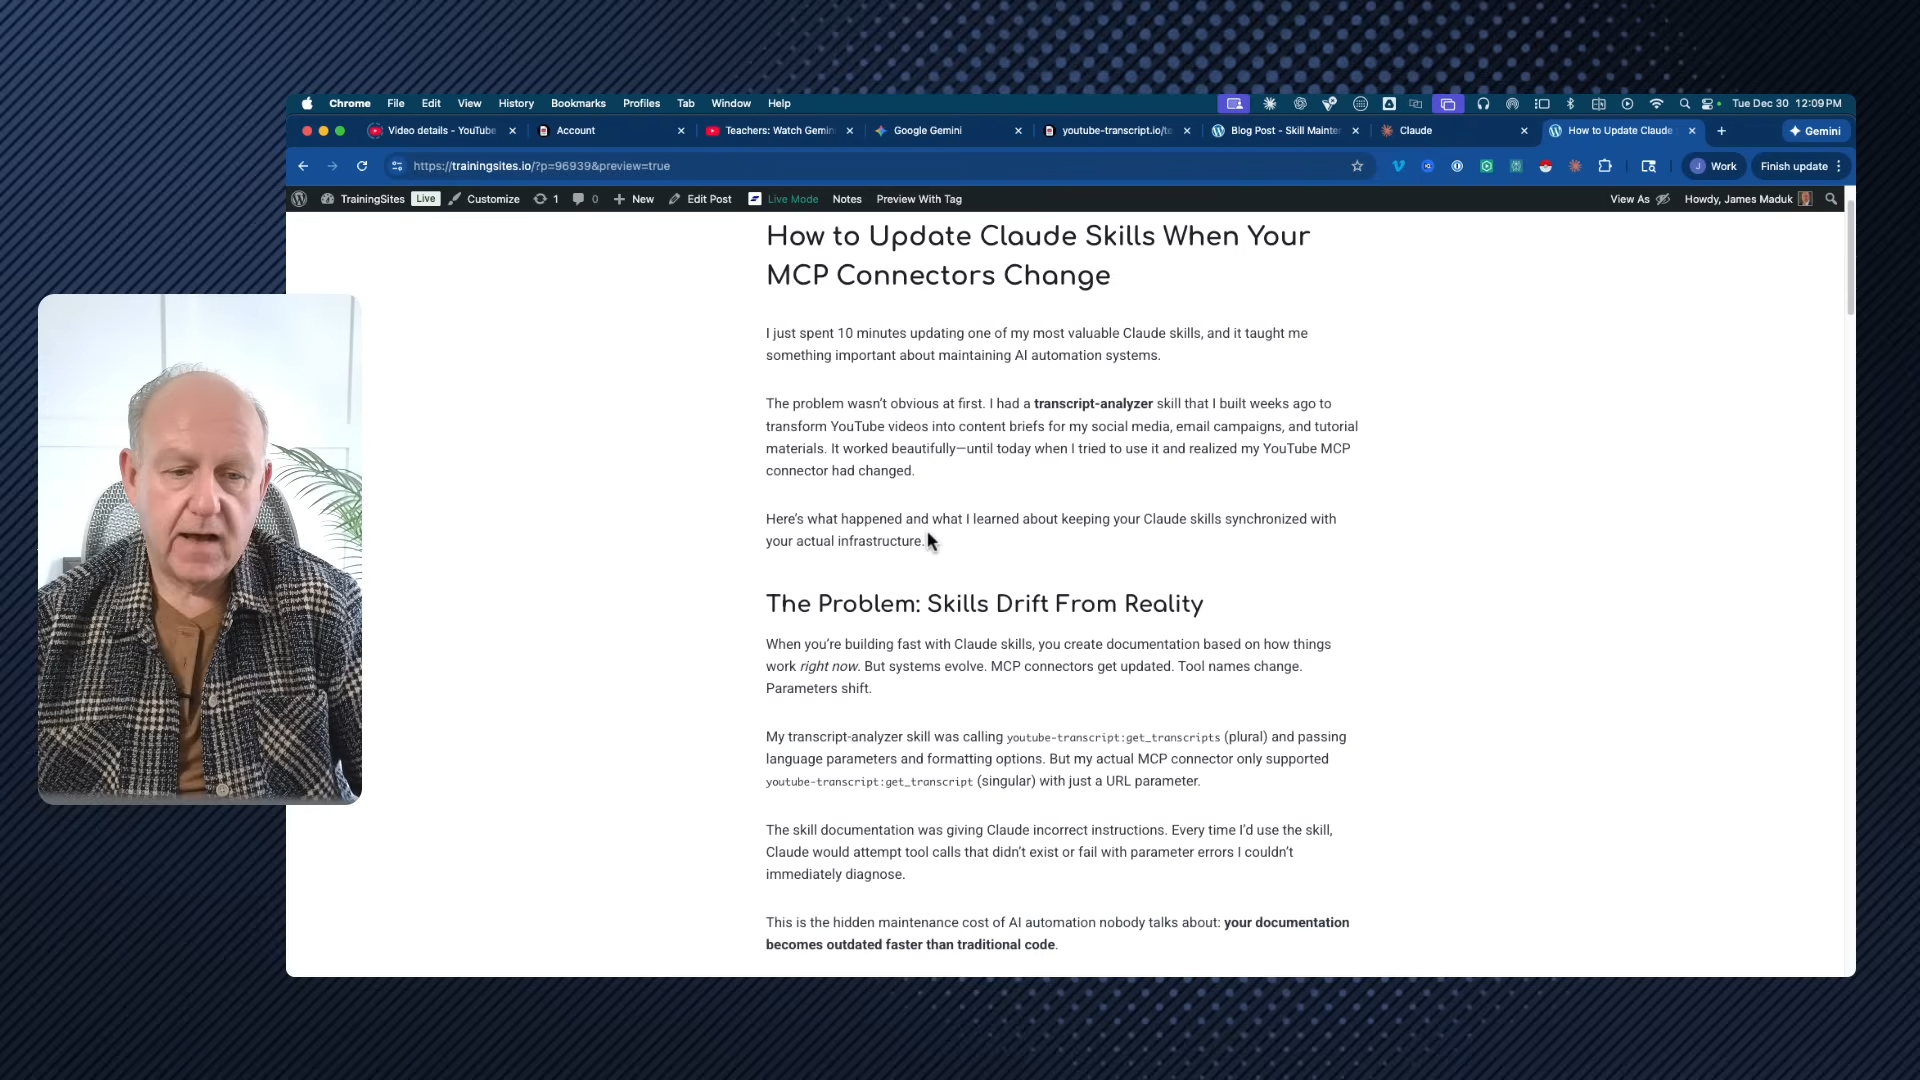 Chrome File Edit View History Bookmarks Profiles Tab Window Help Tue Dec 30 12:09 PM
Video details - YouTube Account Teachers: Watch Gemin Google Gemini youtube-transcript.io/te Blog Post - Skill Mainten Claude How to Update Claude Gemini
https://trainingsites.io/?p=96939&preview=true Work Finish update
TrainingSites Live Customize 1 0 New Edit Post Live Mode Notes Preview With Tag View As Howdy, James Maduk
How to Update Claude Skills When Your
MCP Connectors Change
I just spent 10 minutes updating one of my most valuable Claude skills, and it taught me
something important about maintaining AI automation systems.
The problem wasn't obvious at first. I had a transcript-analyzer skill that I built weeks ago to
transform YouTube videos into content briefs for my social media, email campaigns, and tutorial
materials. It worked beautifully—until today when I tried to use it and realized my YouTube MCP
connector had changed.
Here's what happened and what I learned about keeping your Claude skills synchronized with
your actual infrastructure.
The Problem: Skills Drift From Reality
When you're building fast with Claude skills, you create documentation based on how things
work right now. But systems evolve. MCP connectors get updated. Tool names change.
Parameters shift.
My transcript-analyzer skill was calling youtube-transcript:get_transcripts (plural) and passing
language parameters and formatting options. But my actual MCP connector only supported
youtube-transcript:get_transcript (singular) with just a URL parameter.
The skill documentation was giving Claude incorrect instructions. Every time I'd use the skill,
Claude would attempt tool calls that didn't exist or fail with parameter errors I couldn't
immediately diagnose.
This is the hidden maintenance cost of AI automation nobody talks about: your documentation
becomes outdated faster than traditional code.